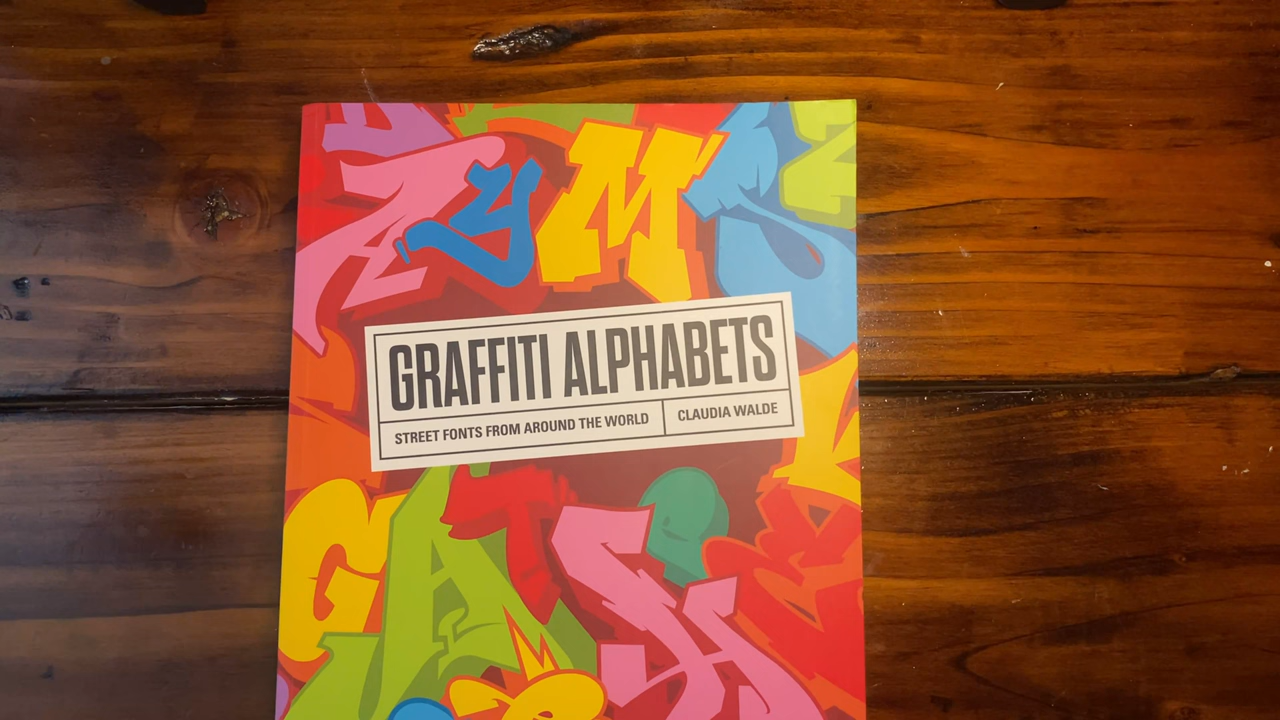 Z y M
GRAFFITI ALPHABETS
STREET FONTS FROM AROUND THE WORLD
CLAUDIA WALDE
G A T H